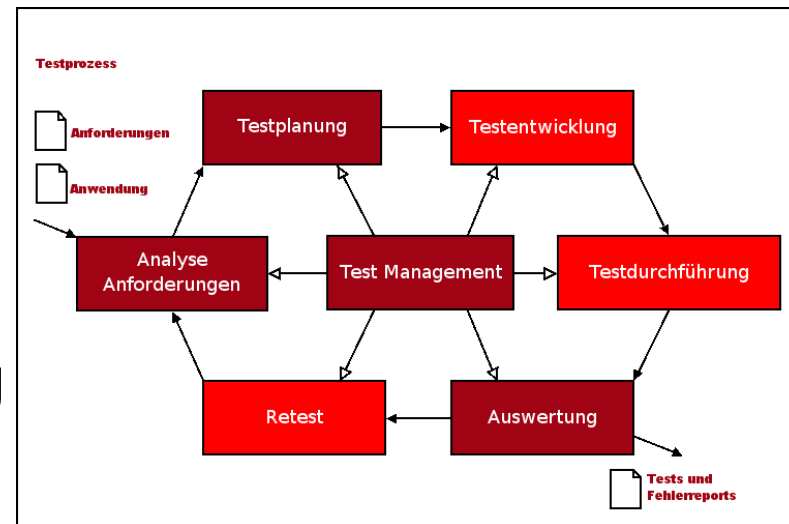 Testprozess
Anforderungen
Anwendung
Testplanung
Testentwicklung
Analyse
Anforderungen
Test Management
Testdurchführung
Retest
Auswertung
Tests und
Fehlerreports